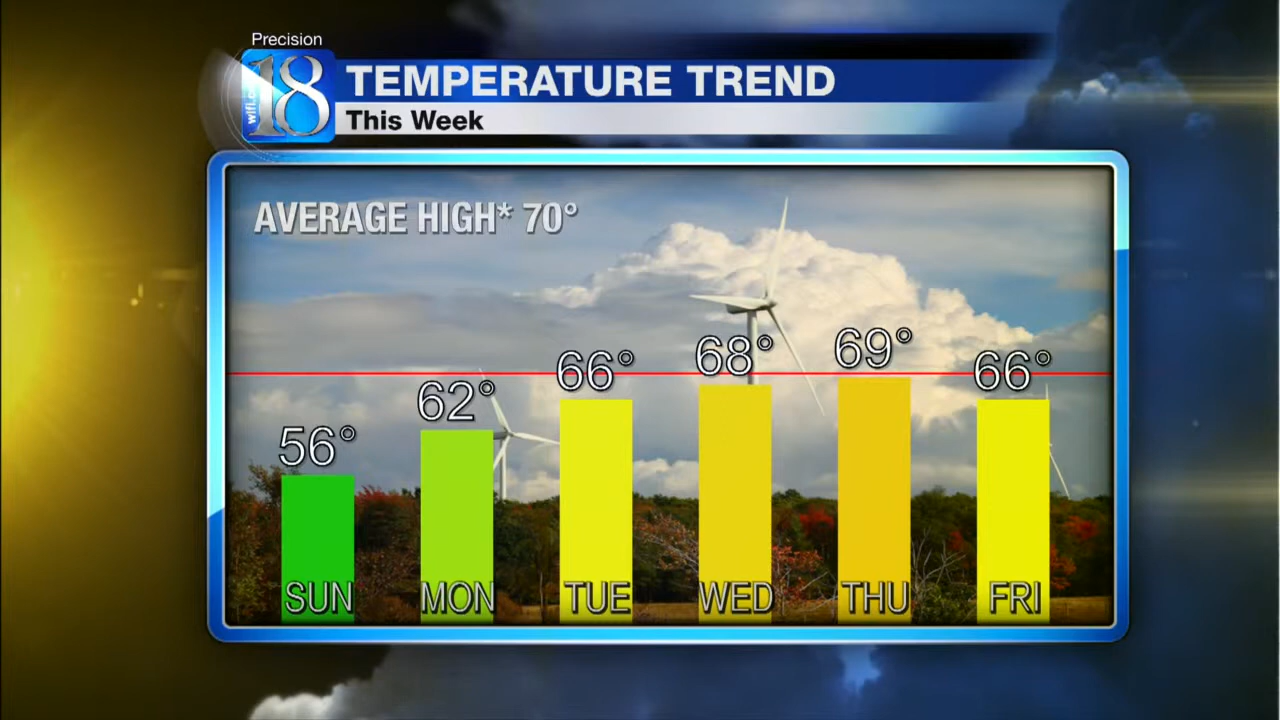 Precision
18
TEMPERATURE TREND
This Week
AVERAGE HIGH* 70°
56° 62° 66° 68° 69° 66°
SUN MON TUE WED THU FRI